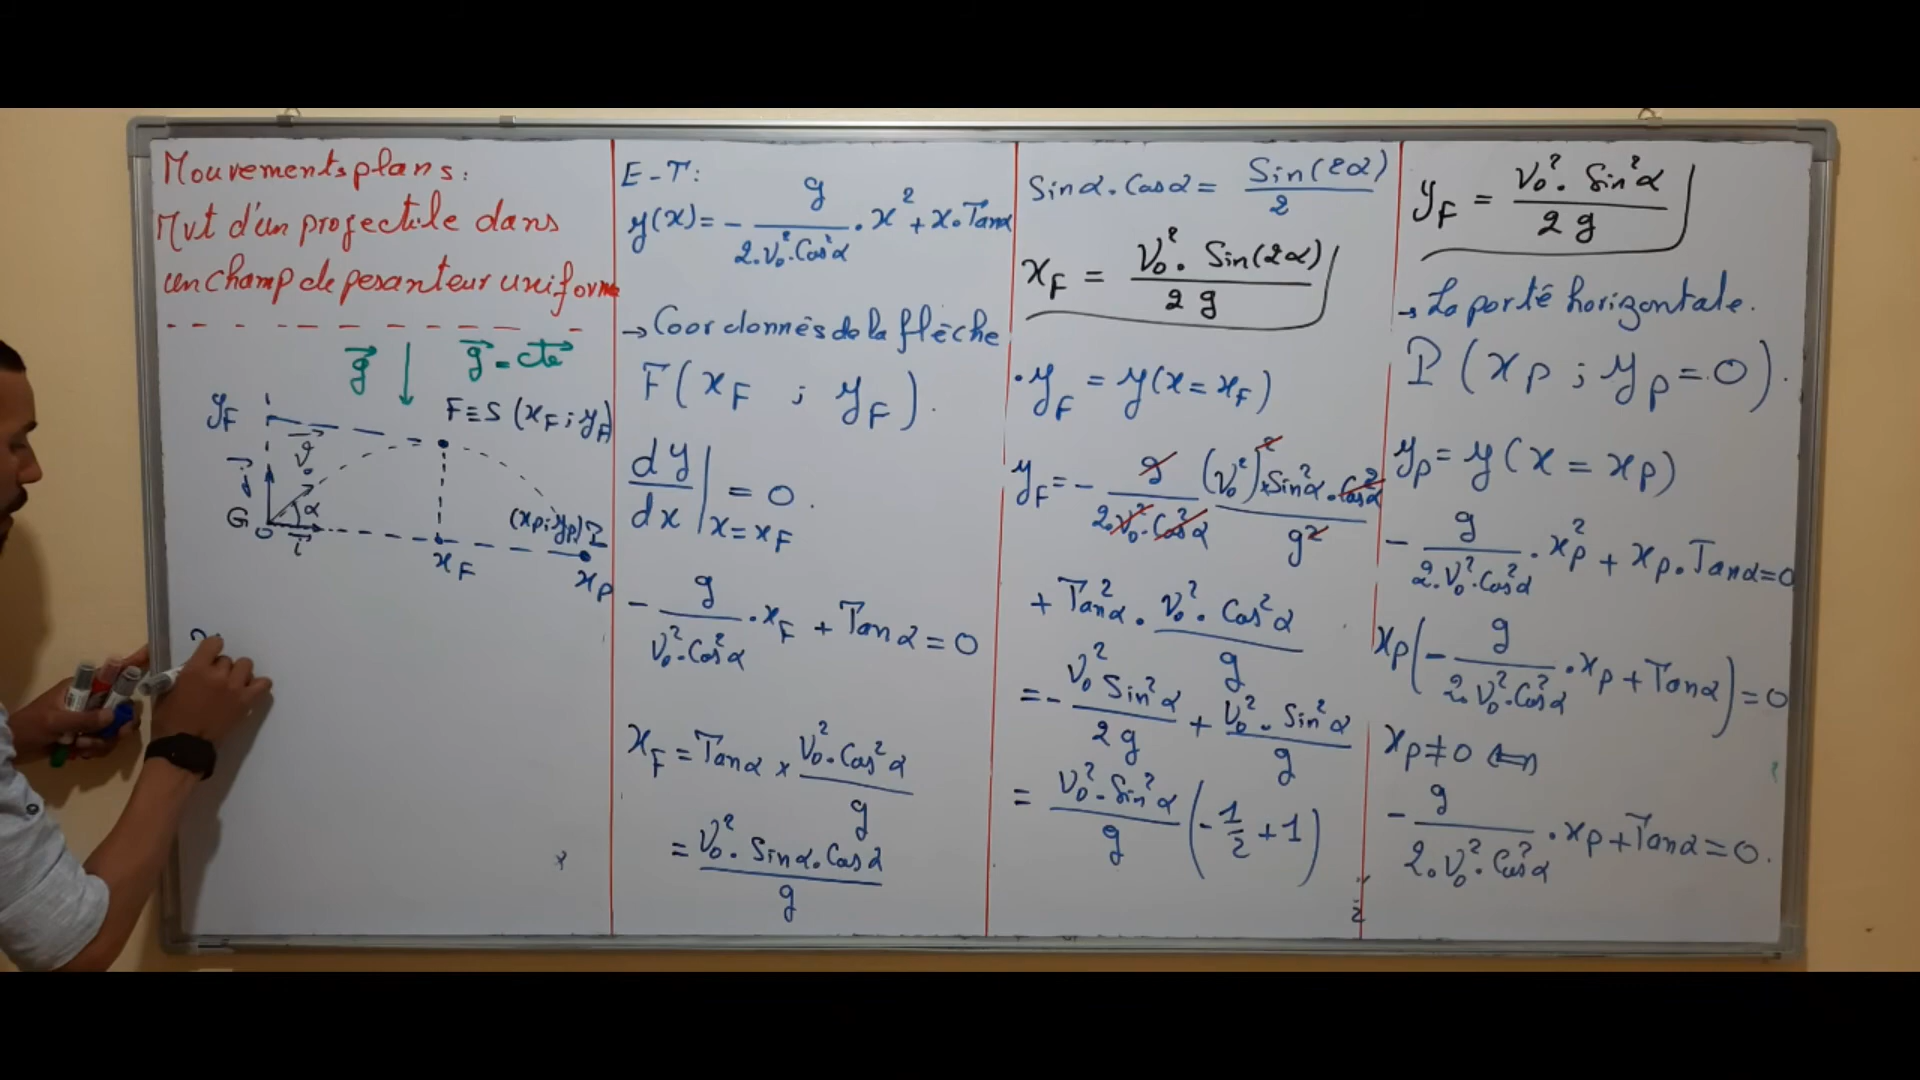 Mouvements plans:
Mvt d'un projectile dans
un champ de pesanteur uniforme
g⃗ ↓ g⃗ = cte⃗
y_F
F≡S (x_F ; y_F)
v⃗₀
j⃗
α
G
O
i⃗
x_F
(x_P ; y_P) P
x_P
E-T:
y(x) = - g/(2.v₀².Cos²α) . x² + x.Tanα
→ Coordonnés de la flèche
F( x_F ; y_F ).
dy/dx | x=x_F = 0.
- g/(v₀².Cos²α) . x_F + Tanα = 0
x_F = Tanα × v₀².Cos²α/g
= v₀². Sinα.Cosα/g
Sinα.Cosα = Sin(2α)/2
x_F = v₀². Sin(2α)/2g
. y_F = y(x = x_F)
y_F = - g/(2.v₀².Cos²α) (v₀²)² × Sin²α.Cos²α/g²
+ Tan²α . v₀². Cos²α/g
= - v₀² Sin²α/2g + v₀². Sin²α/g
= v₀². Sin²α/g (-1/2 + 1)
y_F = v₀². Sin²α/2g
→ La porté horizontale.
P( x_P ; y_P = 0).
y_P = y( x = x_P)
- g/(2.v₀².Cos²α) . x_P² + x_P.Tanα = 0
x_P(- g/(2.v₀².Cos²α) . x_P + Tanα) = 0
x_P ≠ 0 ⟺
- g/(2.v₀².Cos²α) . x_P + Tanα = 0.